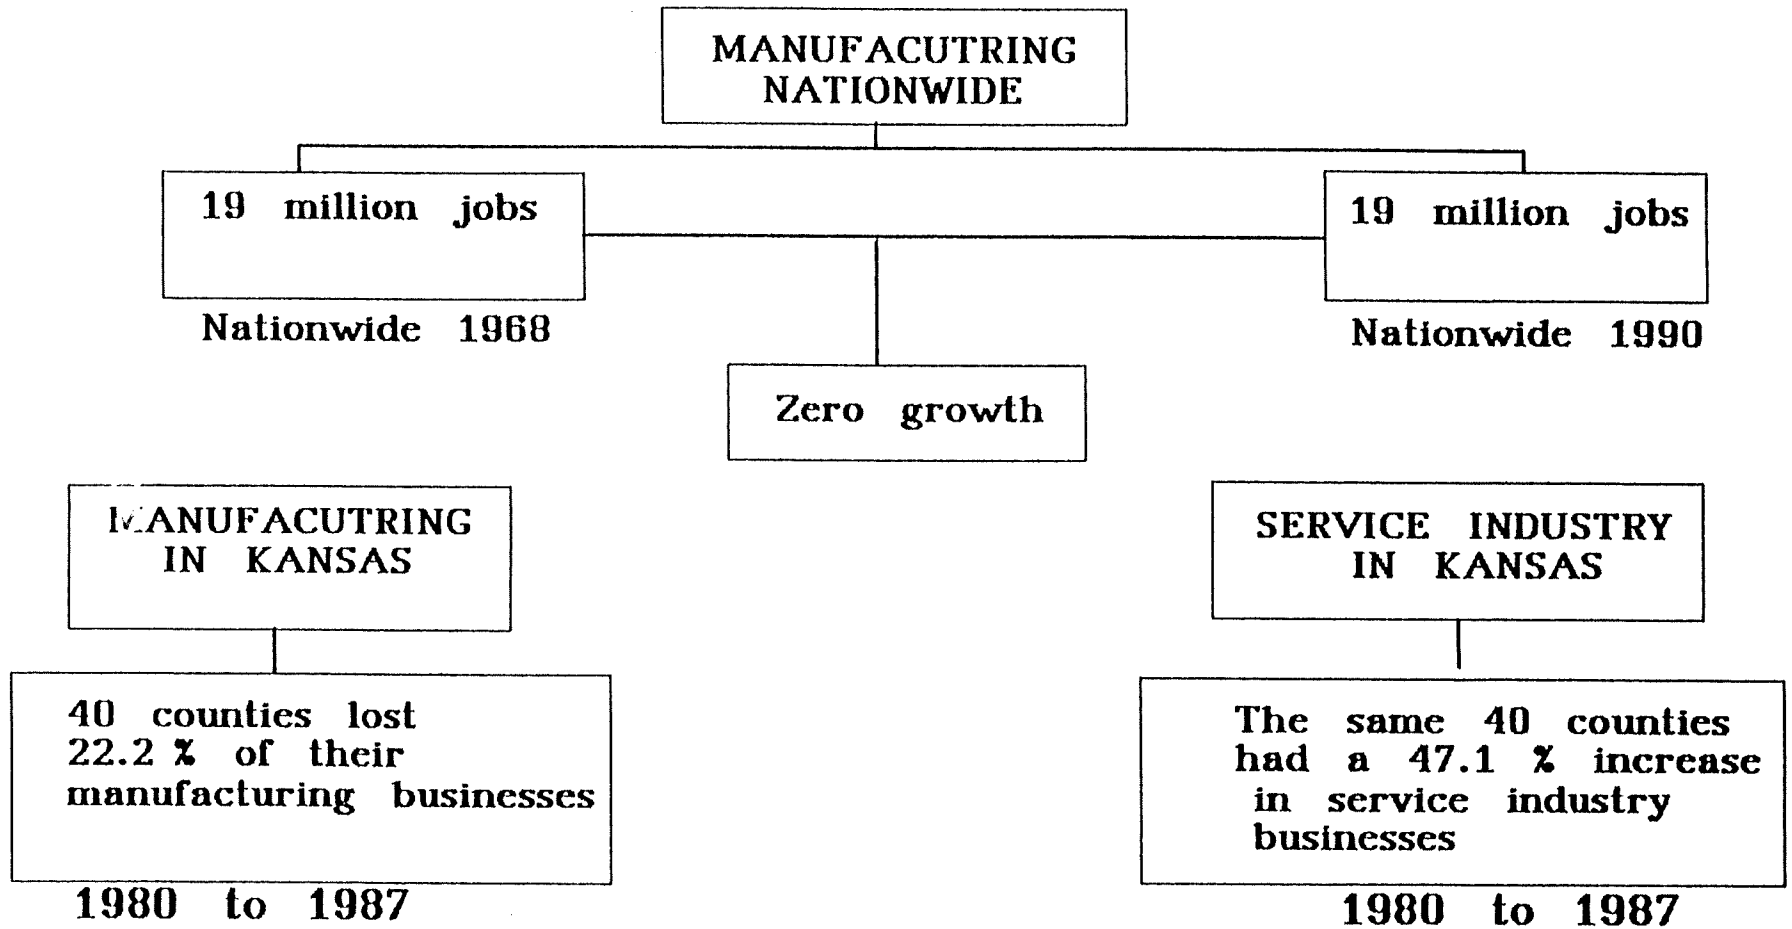 MANUFACUTRING
NATIONWIDE
19 million jobs
19 million jobs
Nationwide 1968
Nationwide 1990
Zero growth
MANUFACUTRING
IN KANSAS
SERVICE INDUSTRY
IN KANSAS
40 counties lost
22.2 % of their
manufacturing businesses
1980 to 1987
The same 40 counties
had a 47.1 % increase
in service industry
businesses
1980 to 1987